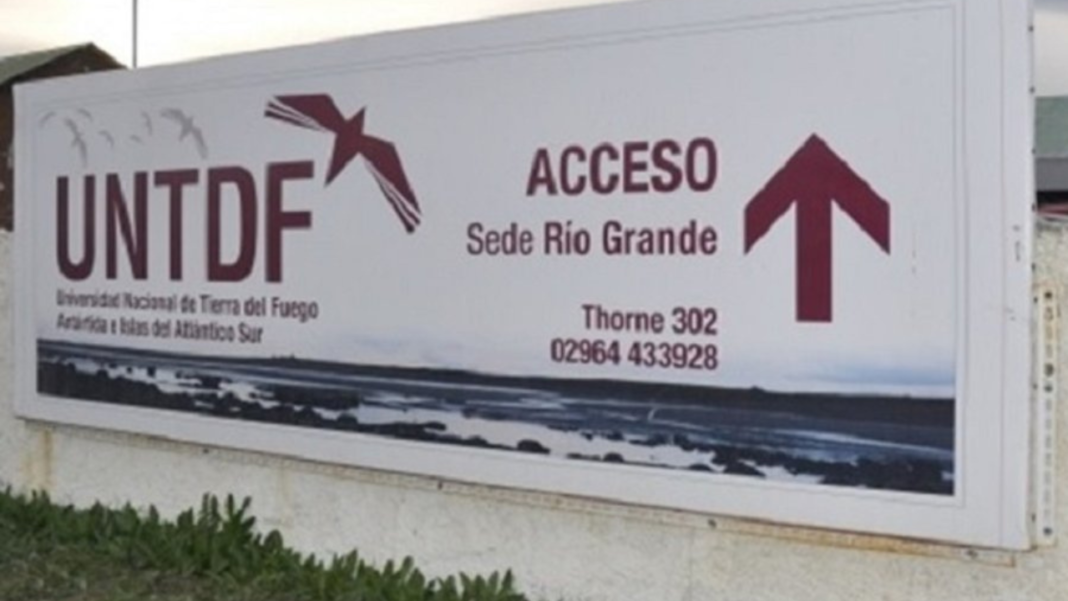 UNTDF
Universidad Nacional de Tierra del Fuego
Antártida e Islas del Atlántico Sur
ACCESO
Sede Río Grande
Thorne 302
02964 433928